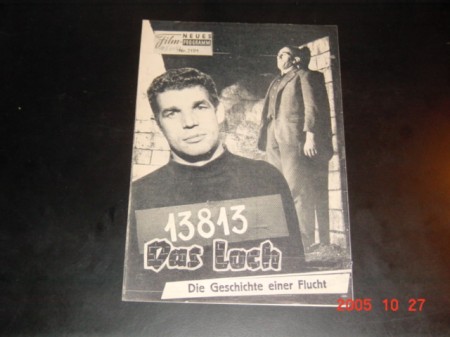 NEUES
Film PROGRAMM
13813
Das Loch
Die Geschichte einer Flucht
2005 10 27